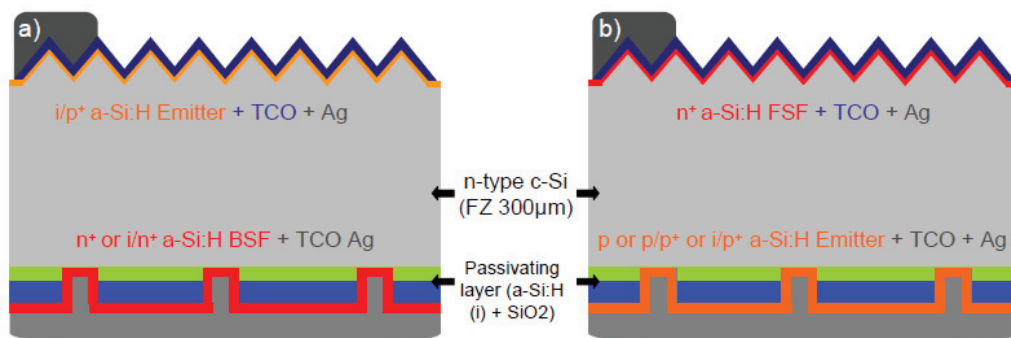 a)
i/p+ a-Si:H Emitter + TCO + Ag
n+ or i/n+ a-Si:H BSF + TCO Ag
n-type c-Si
(FZ 300µm)
Passivating
layer (a-Si:H
(i) + SiO2)
b)
n+ a-Si:H FSF + TCO + Ag
p or p/p+ or i/p+ a-Si:H Emitter + TCO + Ag